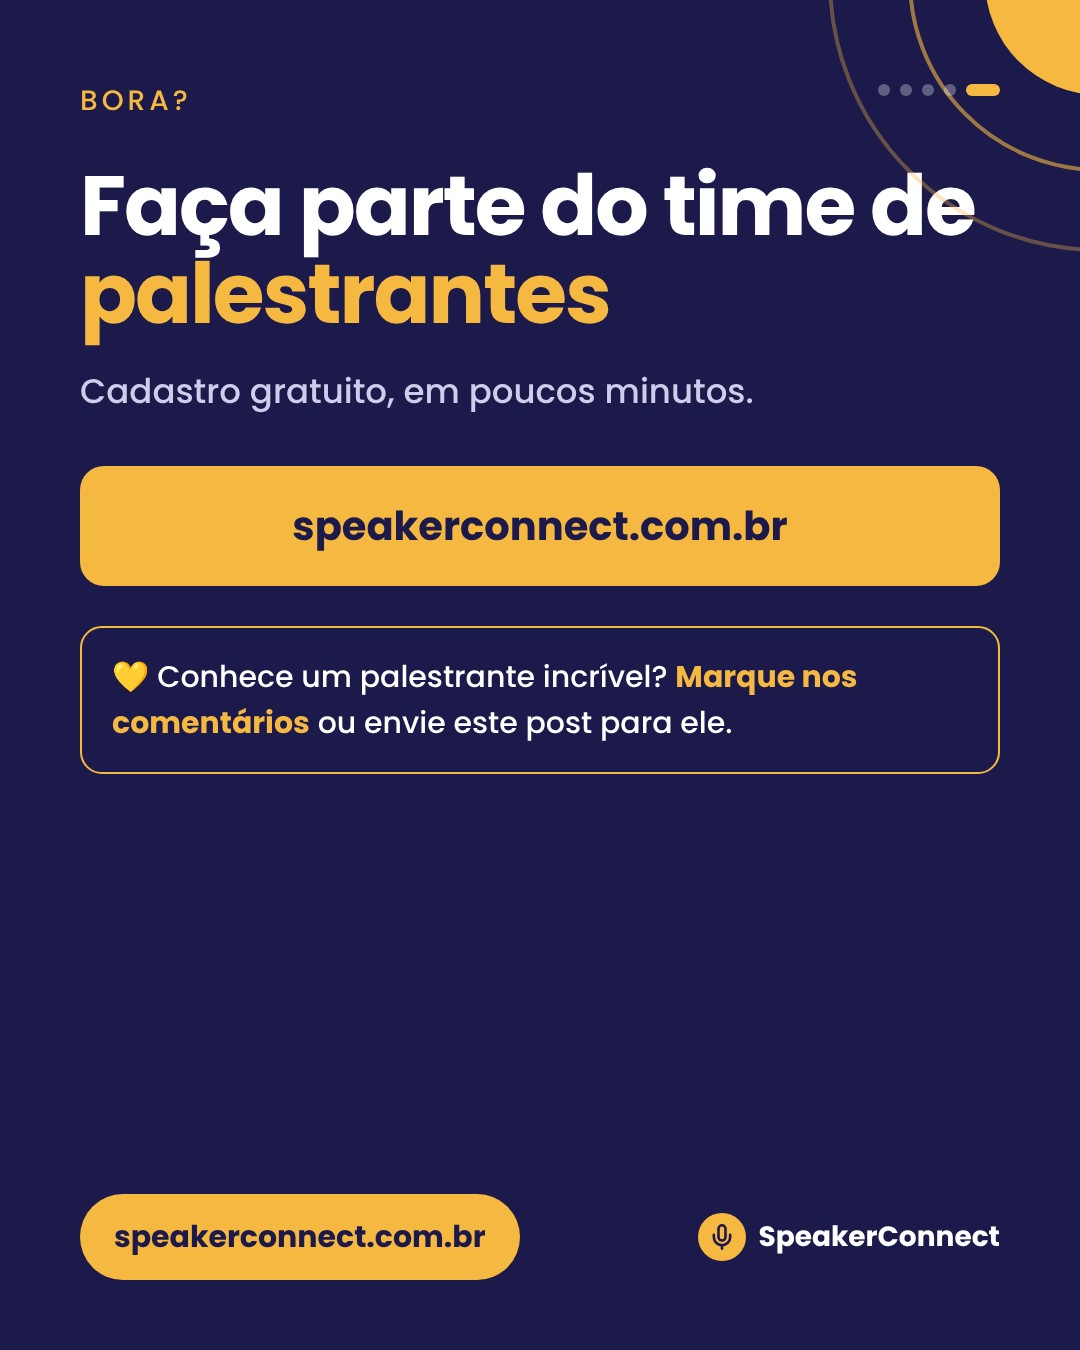 BORA?
Faça parte do time de
palestrantes
Cadastro gratuito, em poucos minutos.
speakerconnect.com.br
💛 Conhece um palestrante incrível? Marque nos
comentários ou envie este post para ele.
speakerconnect.com.br
SpeakerConnect